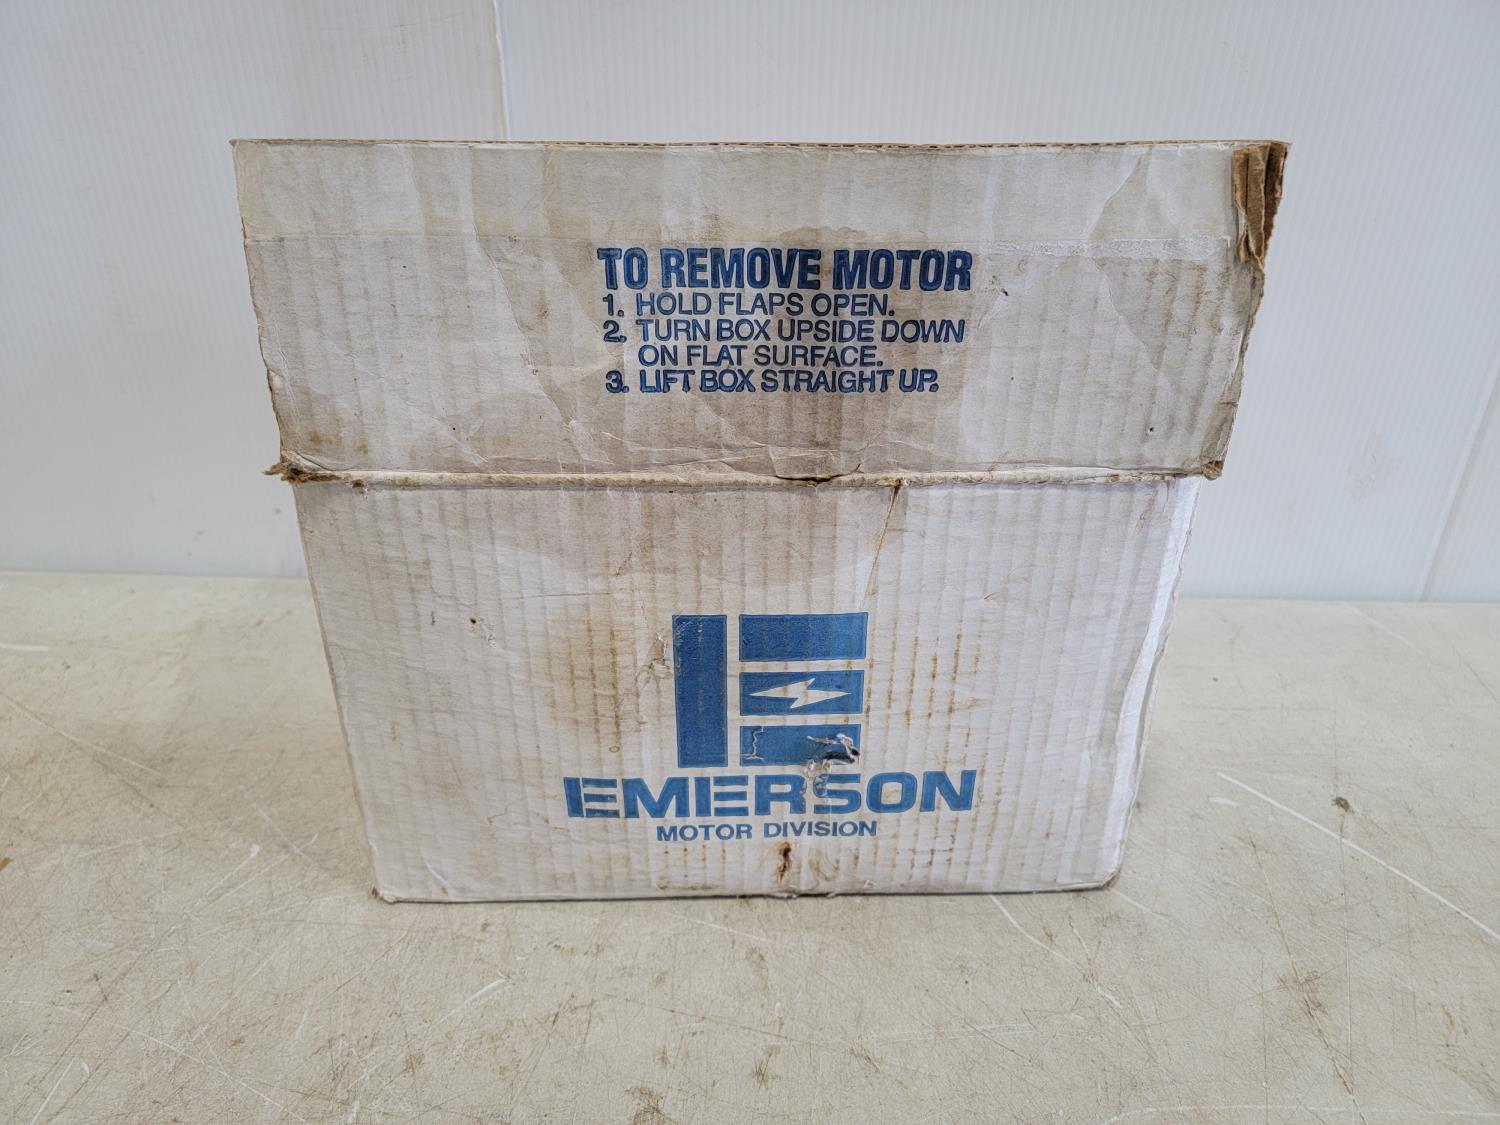 TO REMOVE MOTOR
1. HOLD FLAPS OPEN.
2. TURN BOX UPSIDE DOWN
ON FLAT SURFACE.
3. LIFT BOX STRAIGHT UP.
EMERSON
MOTOR DIVISION